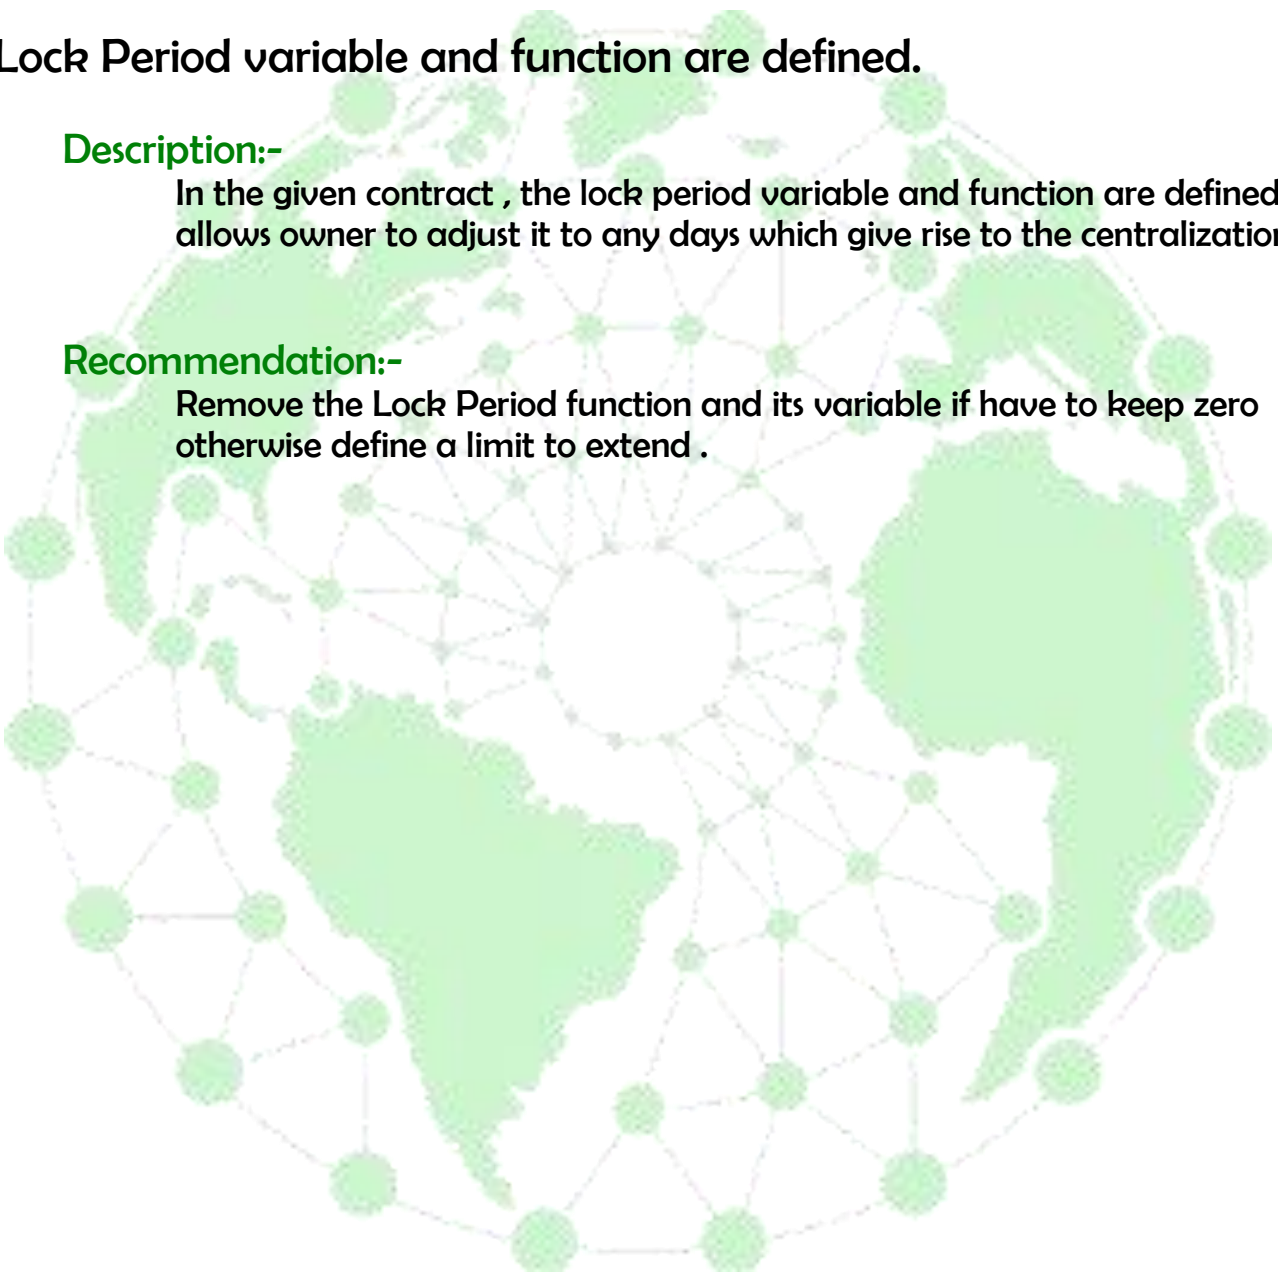 Lock Period variable and function are defined.
Description:-
In the given contract , the lock period variable and function are defined
allows owner to adjust it to any days which give rise to the centralization
Recommendation:-
Remove the Lock Period function and its variable if have to keep zero
otherwise define a limit to extend .